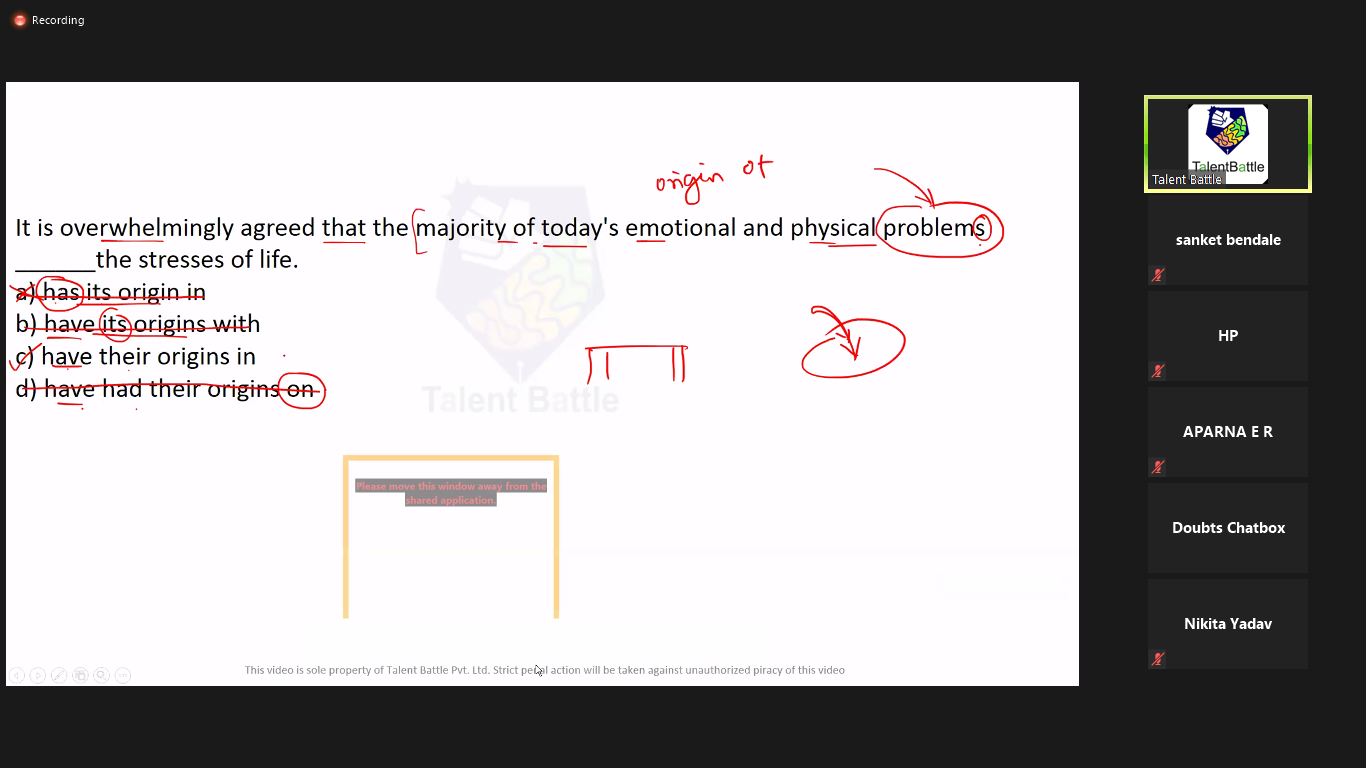 Recording
origin of
It is overwhelmingly agreed that the majority of today's emotional and physical problems
______the stresses of life.
a) has its origin in
b) have its origins with
c) have their origins in
d) have had their origins on
Talent Battle
Please move this window away from the
shared application.
This video is sole property of Talent Battle Pvt. Ltd. Strict penal action will be taken against unauthorized piracy of this video
TalentBattle
Talent Battle
sanket bendale
HP
APARNA E R
Doubts Chatbox
Nikita Yadav